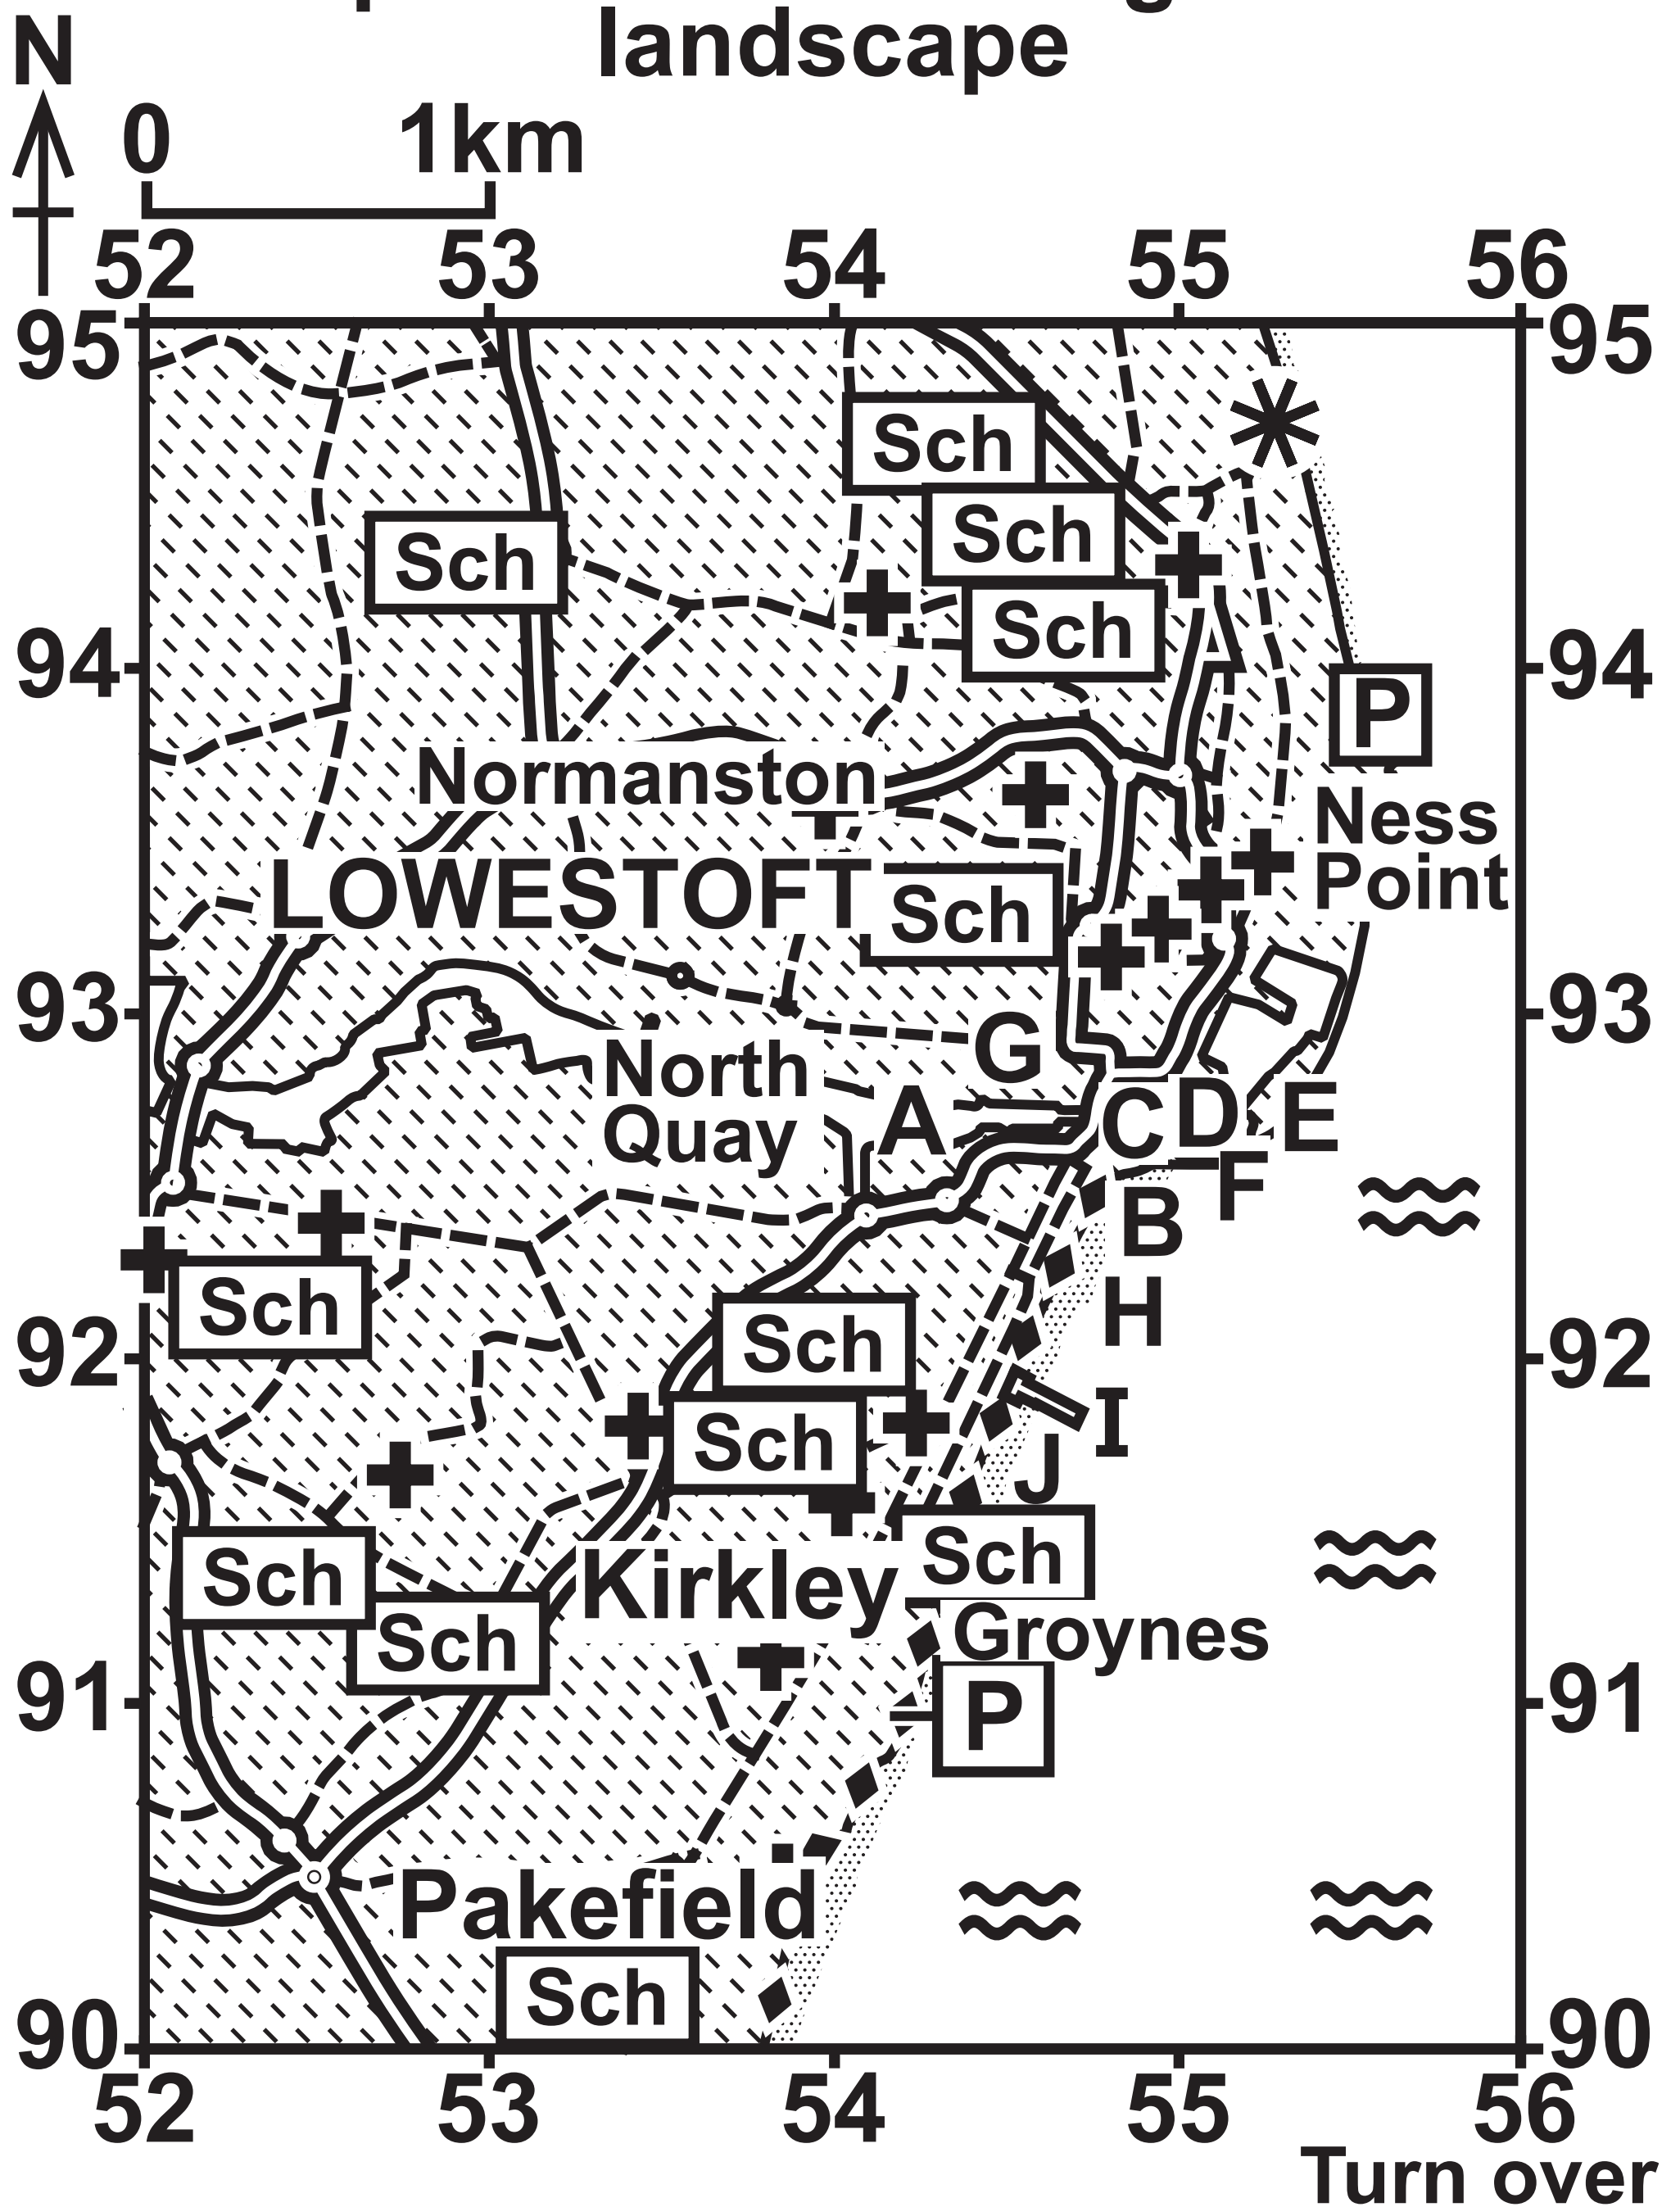 landscape
N
0 1km
52 53 54 55 56
95 95
Sch
Sch
Sch
Sch
94 94
P
Normanston
Ness
Point
LOWESTOFT
Sch
93 93
G
North
Quay
A
C D E
F
B
Sch
H
92 92
Sch
I
Sch
J
Sch
Sch
Kirkley
Sch
Groynes
91 91
P
Pakefield
Sch
90 90
52 53 54 55 56
Turn over